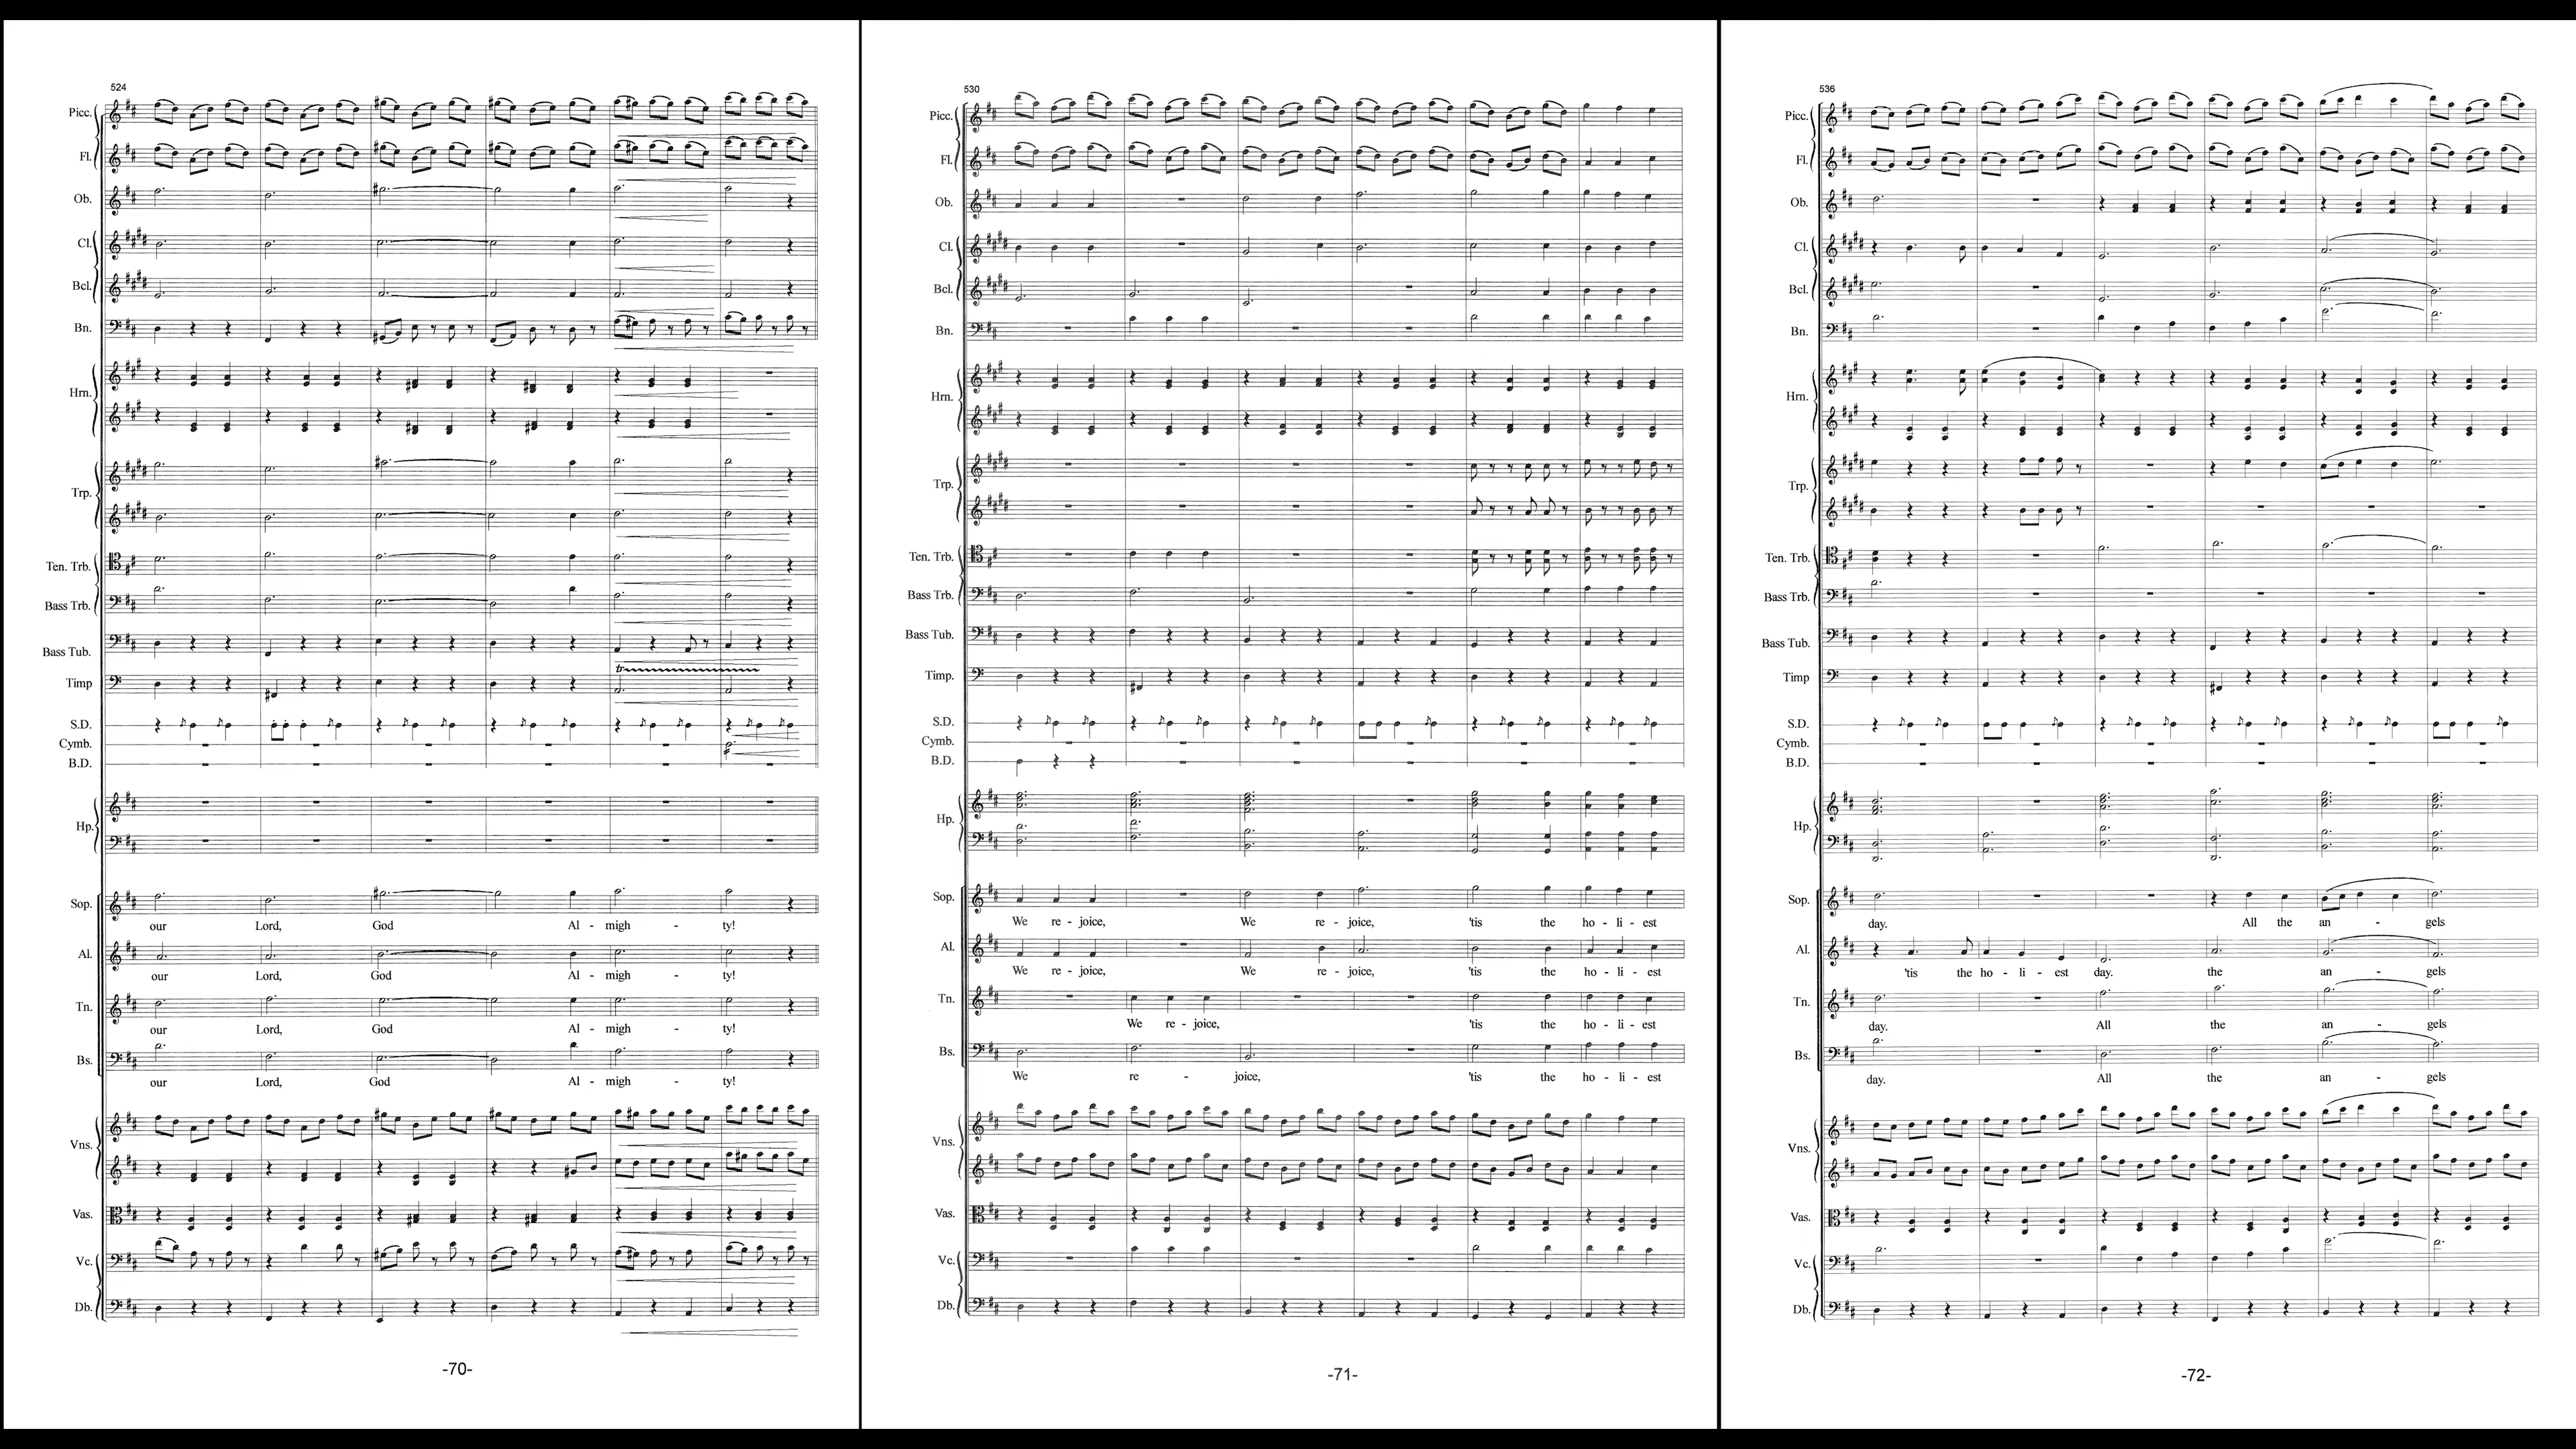 524
Picc.
Fl.
Ob.
Cl.
Bcl.
Bn.
Hrn.
Trp.
Ten. Trb.
Bass Trb.
Bass Tub.
tr
Timp
S.D.
Cymb.
B.D.
Hp.
Sop.
our Lord, God Al - migh - ty!
Al.
our Lord, God Al - migh - ty!
Tn.
our Lord, God Al - migh - ty!
Bs.
our Lord, God Al - migh - ty!
Vns.
Vas.
Vc.
Db.
-70-
530
Picc.
Fl.
Ob.
Cl.
Bcl.
Bn.
Hrn.
Trp.
Ten. Trb.
Bass Trb.
Bass Tub.
Timp.
S.D.
Cymb.
B.D.
Hp.
Sop.
We re - joice, We re - joice, 'tis the ho - li - est
Al.
We re - joice, We re - joice, 'tis the ho - li - est
Tn.
We re - joice, 'tis the ho - li - est
Bs.
We re - joice, 'tis the ho - li - est
Vns.
Vas.
Vc.
Db.
-71-
536
Picc.
Fl.
Ob.
Cl.
Bcl.
Bn.
Hrn.
Trp.
Ten. Trb.
Bass Trb.
Bass Tub.
Timp
S.D.
Cymb.
B.D.
Hp.
Sop.
day. All the an - gels
Al.
'tis the ho - li - est day. the an - gels
Tn.
day. All the an - gels
Bs.
day. All the an - gels
Vns.
Vas.
Vc.
Db.
-72-